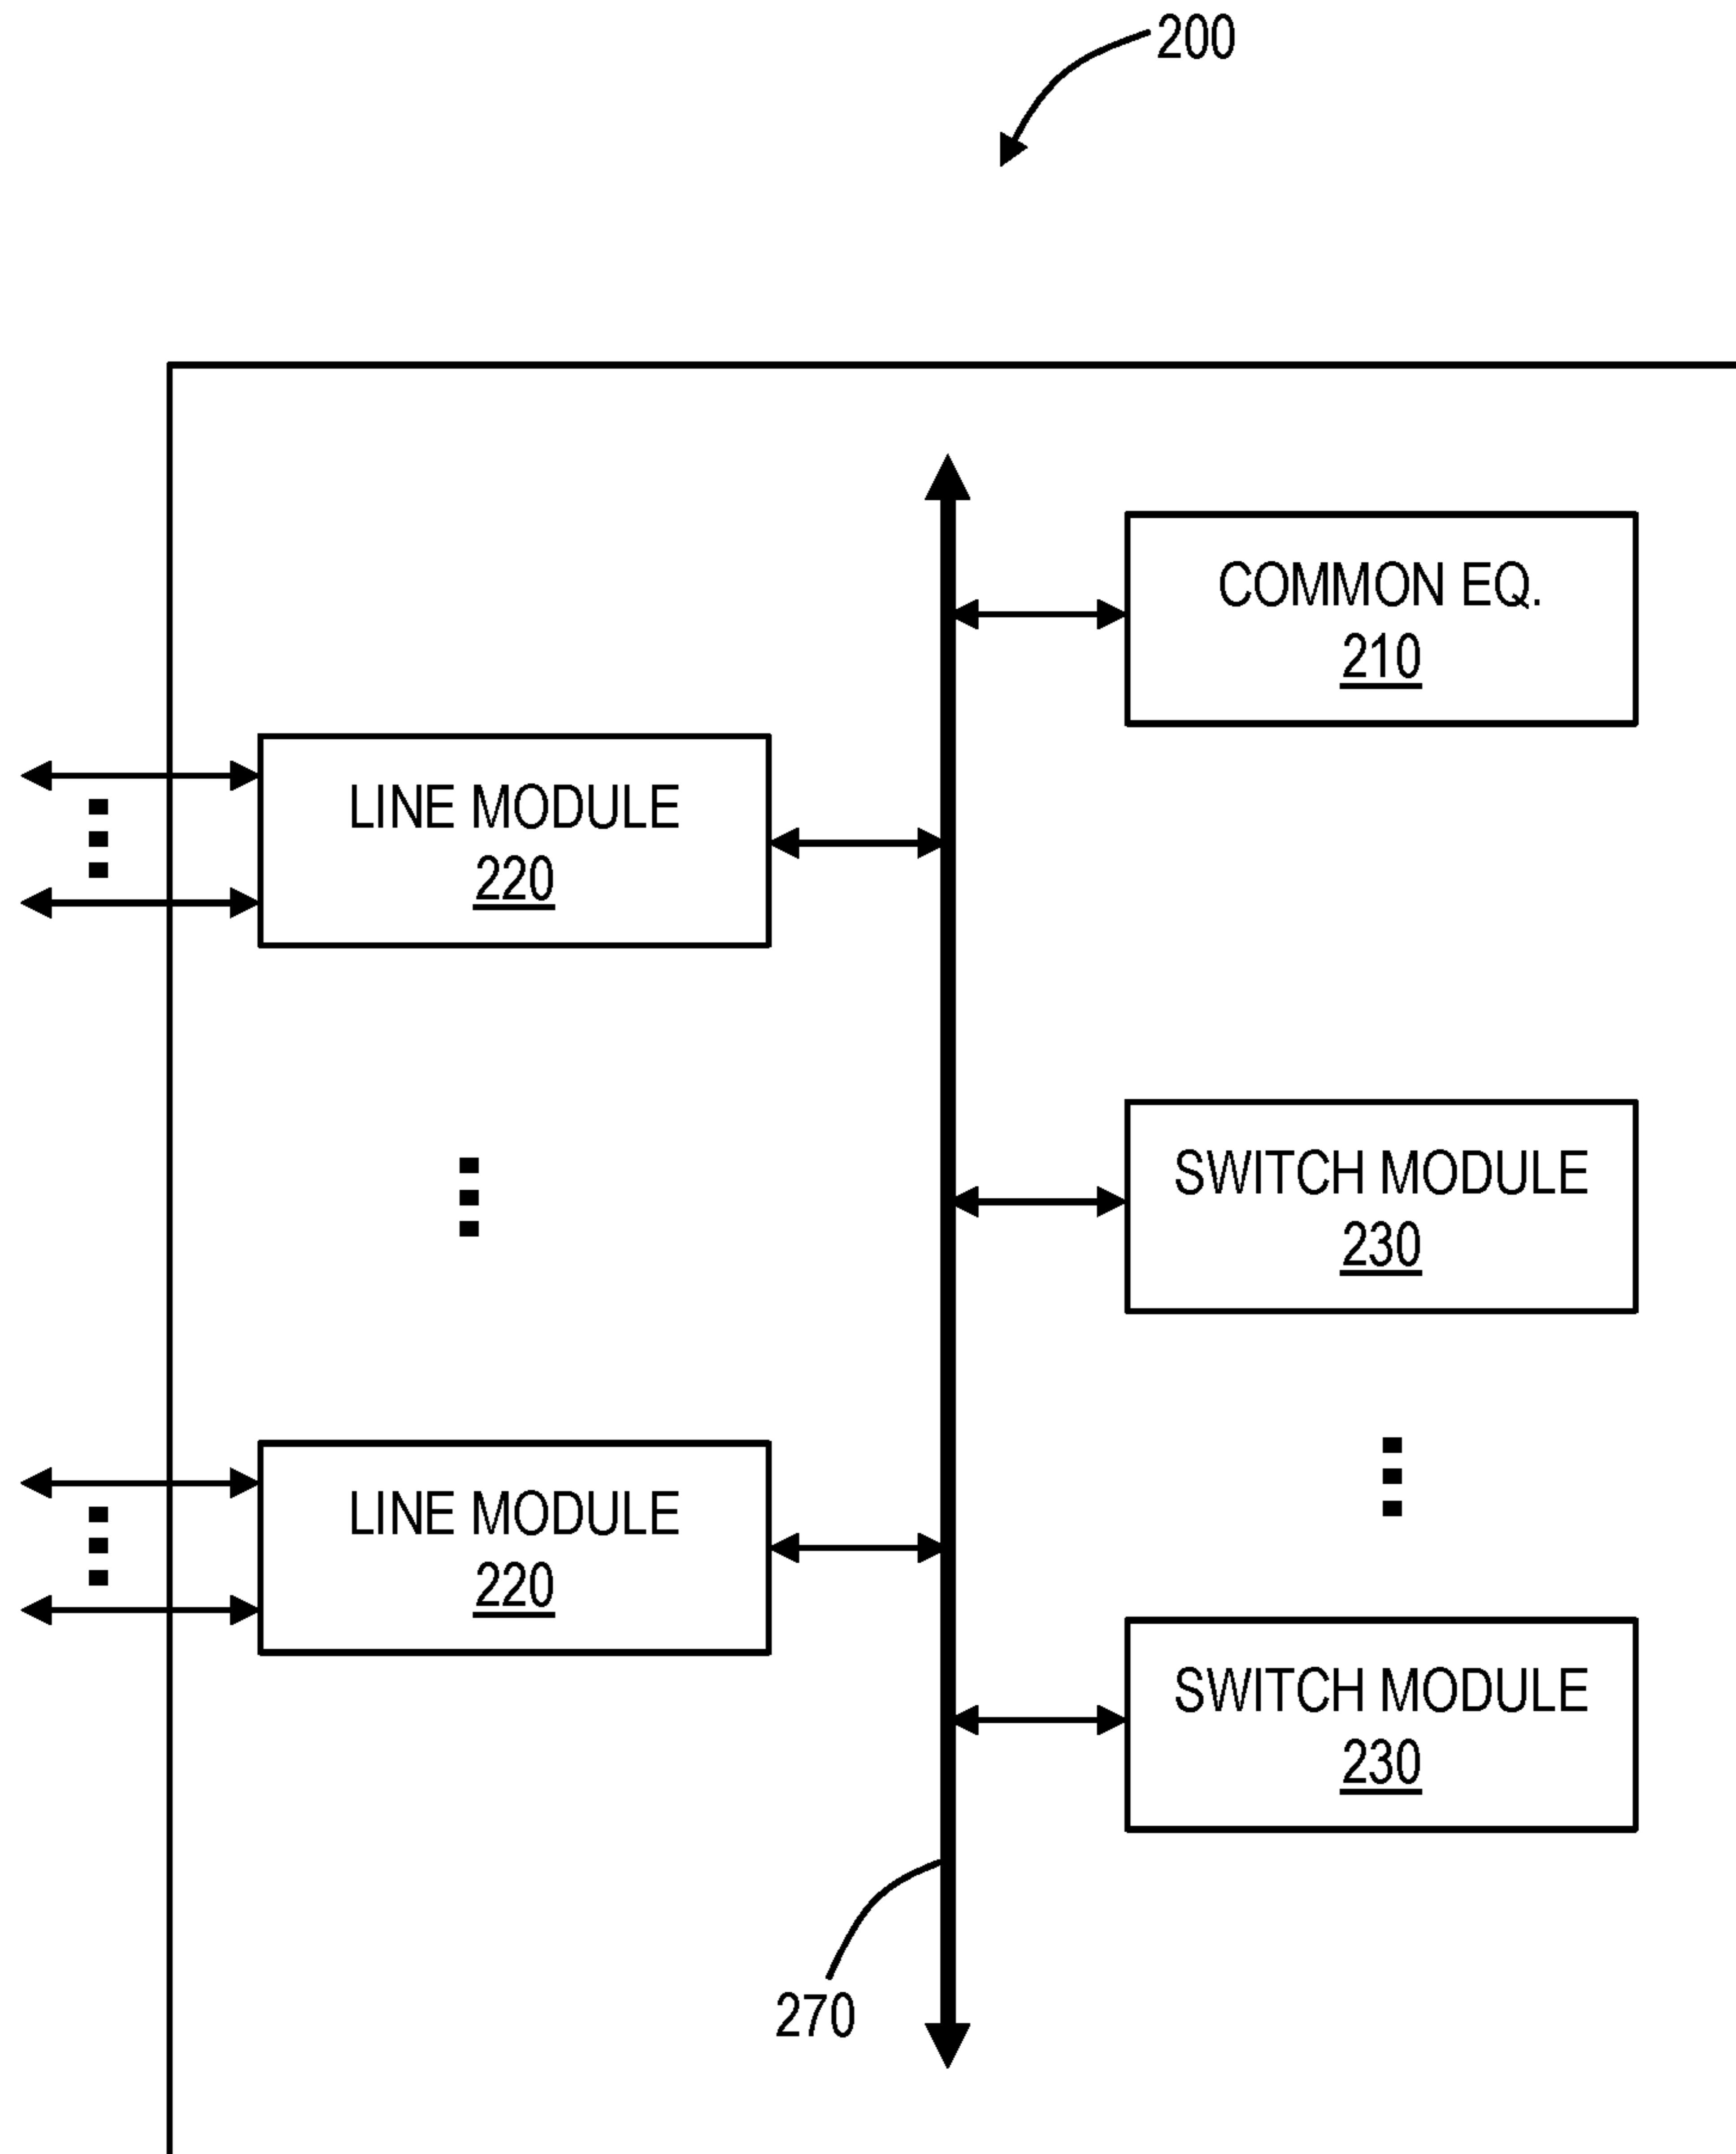 200
COMMON EQ.
210
LINE MODULE
220
SWITCH MODULE
230
LINE MODULE
220
SWITCH MODULE
230
270